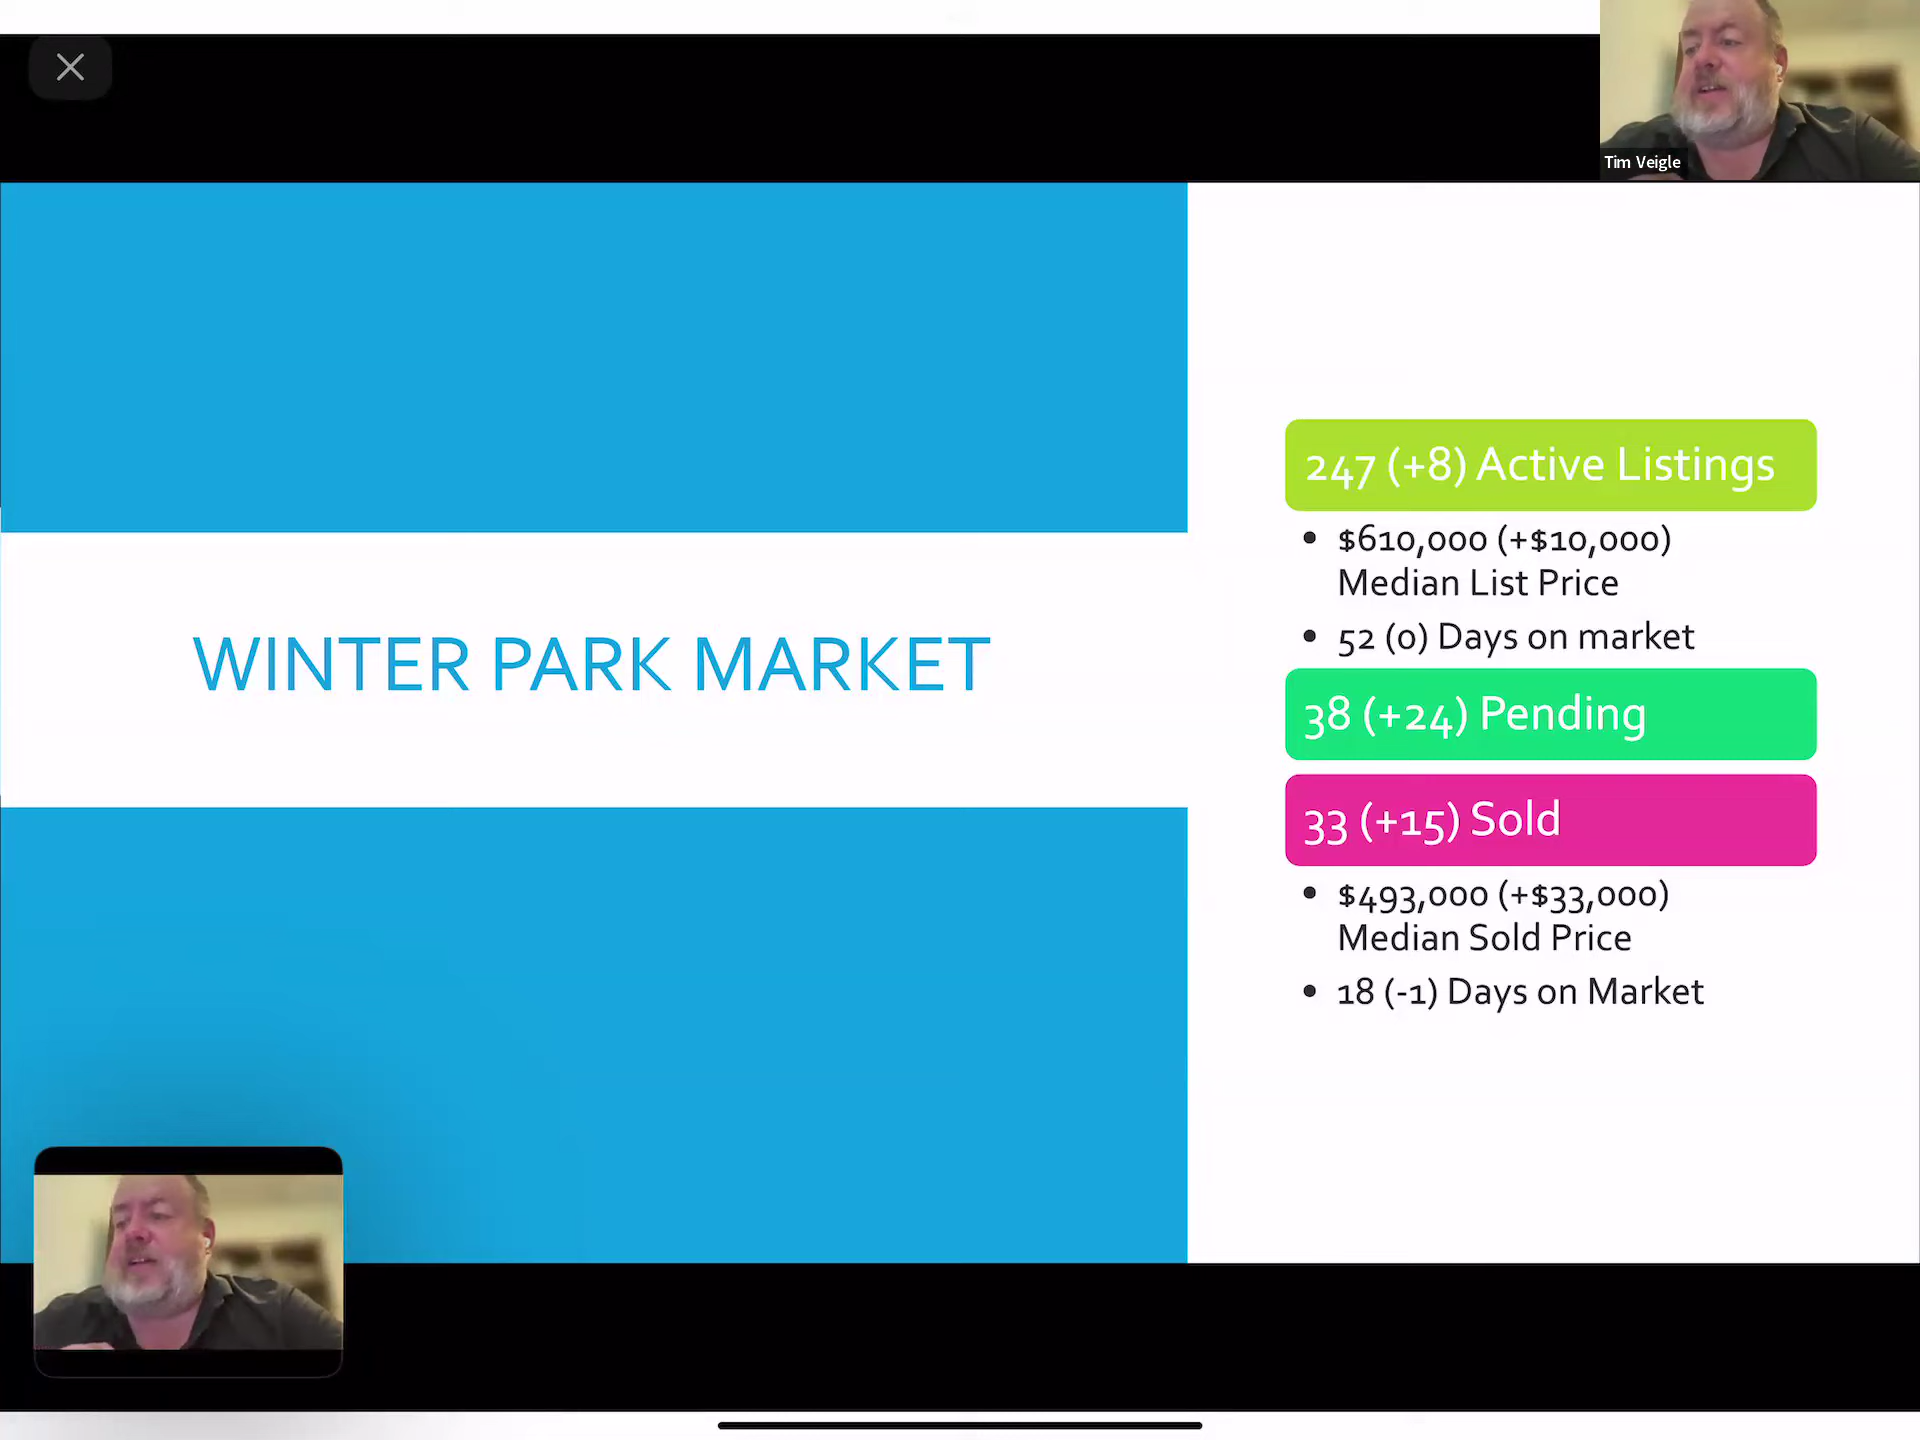 Tim Veigle
WINTER PARK MARKET
247 (+8) Active Listings
• $610,000 (+$10,000)
Median List Price
• 52 (0) Days on market
38 (+24) Pending
33 (+15) Sold
• $493,000 (+$33,000)
Median Sold Price
• 18 (-1) Days on Market